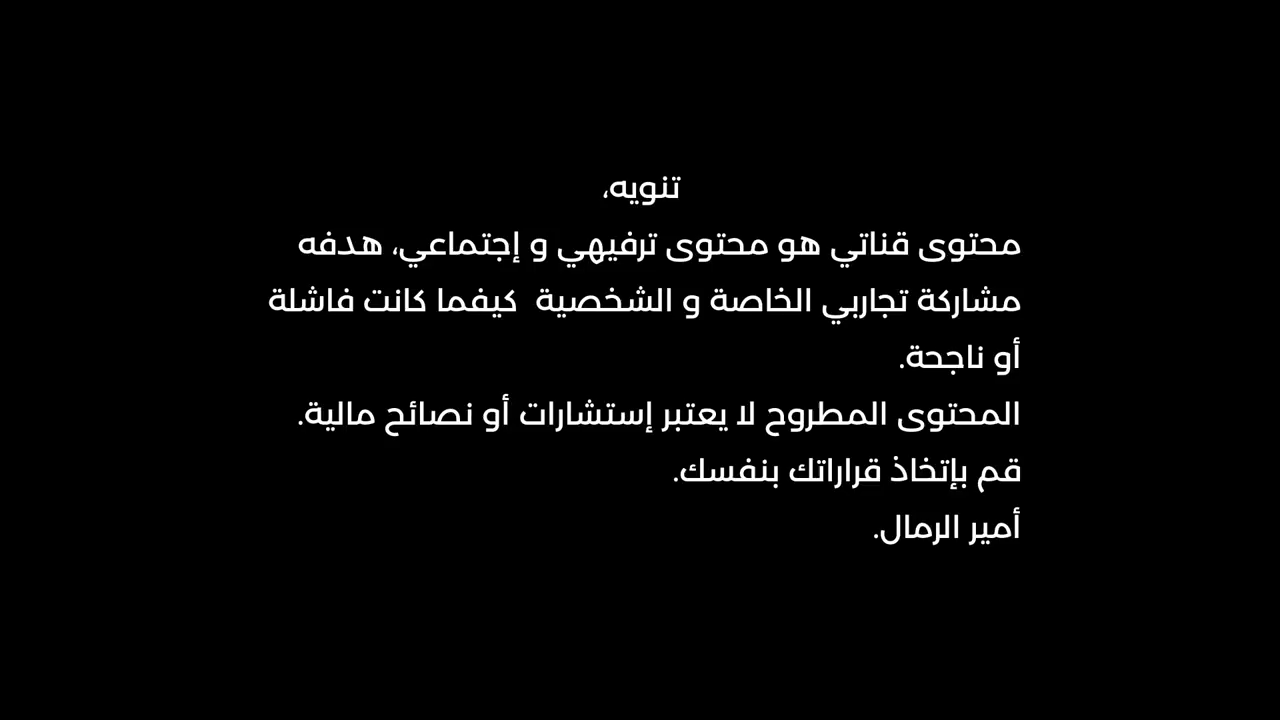 تنويه،
محتوى قناتي هو محتوى ترفيهي و إجتماعي، هدفه
مشاركة تجاربي الخاصة و الشخصية  كيفما كانت فاشلة
أو ناجحة.
المحتوى المطروح لا يعتبر إستشارات أو نصائح مالية.
قم بإتخاذ قراراتك بنفسك.
أمير الرمال.